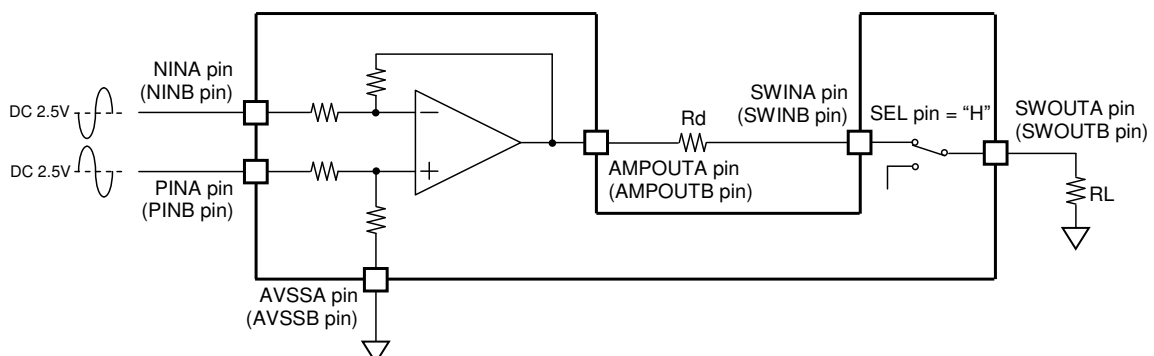 NINA pin
(NINB pin)
DC 2.5V
DC 2.5V
PINA pin
(PINB pin)
−
+
AVSSA pin
(AVSSB pin)
Rd
AMPOUTA pin
(AMPOUTB pin)
SWINA pin
(SWINB pin)
SEL pin = “H”
SWOUTA pin
(SWOUTB pin)
RL